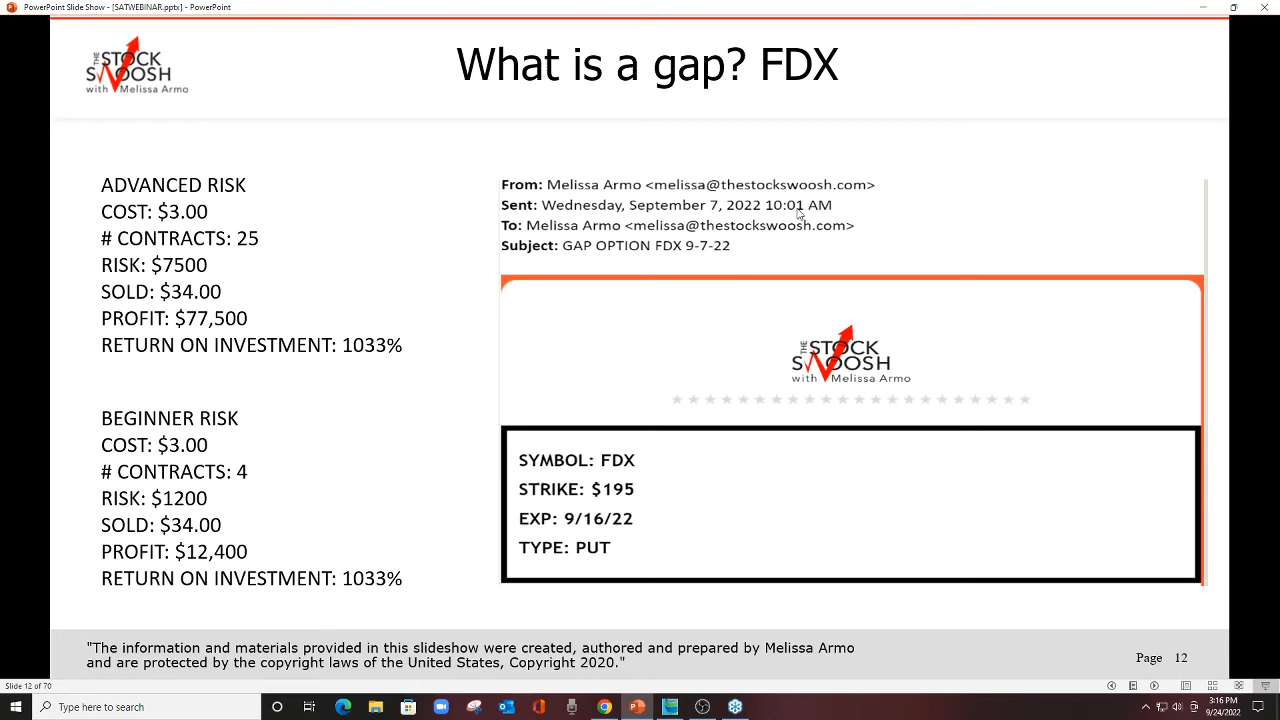 PowerPoint Slide Show - [SATWEBINAR.pptx] - PowerPoint
THE
STOCK
SWOOSH
with Melissa Armo
What is a gap? FDX
ADVANCED RISK
COST: $3.00
# CONTRACTS: 25
RISK: $7500
SOLD: $34.00
PROFIT: $77,500
RETURN ON INVESTMENT: 1033%
BEGINNER RISK
COST: $3.00
# CONTRACTS: 4
RISK: $1200
SOLD: $34.00
PROFIT: $12,400
RETURN ON INVESTMENT: 1033%
From: Melissa Armo <melissa@thestockswoosh.com>
Sent: Wednesday, September 7, 2022 10:01 AM
To: Melissa Armo <melissa@thestockswoosh.com>
Subject: GAP OPTION FDX 9-7-22
THE
STOCK
SWOOSH
with Melissa Armo
SYMBOL: FDX
STRIKE: $195
EXP: 9/16/22
TYPE: PUT
"The information and materials provided in this slideshow were created, authored and prepared by Melissa Armo
and are protected by the copyright laws of the United States, Copyright 2020."
Page 12
Slide 12 of 70
Type here to search
3:16 PM
9/24/2022